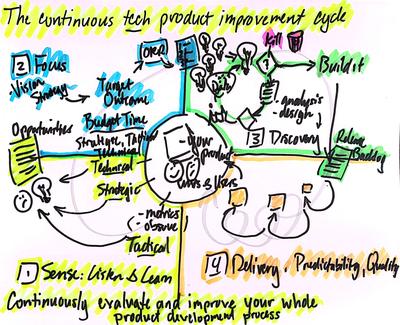 The continuous tech product improvement cycle
2 Focus
Vision
Strategy
Target
Outcome
Budget Time
Strategic, Tactical
Technical
OKR
Kill
Build it
Data
- analysis
- design
3 Discovery
Release
Backlog
Opportunities
Technical
Strategic
Tactical
- your
Product
Users
- metrics
- observe
1 Sense: Listen & Learn
4 Delivery. Predictability, Quality
Continuously evaluate and improve your whole
product development process